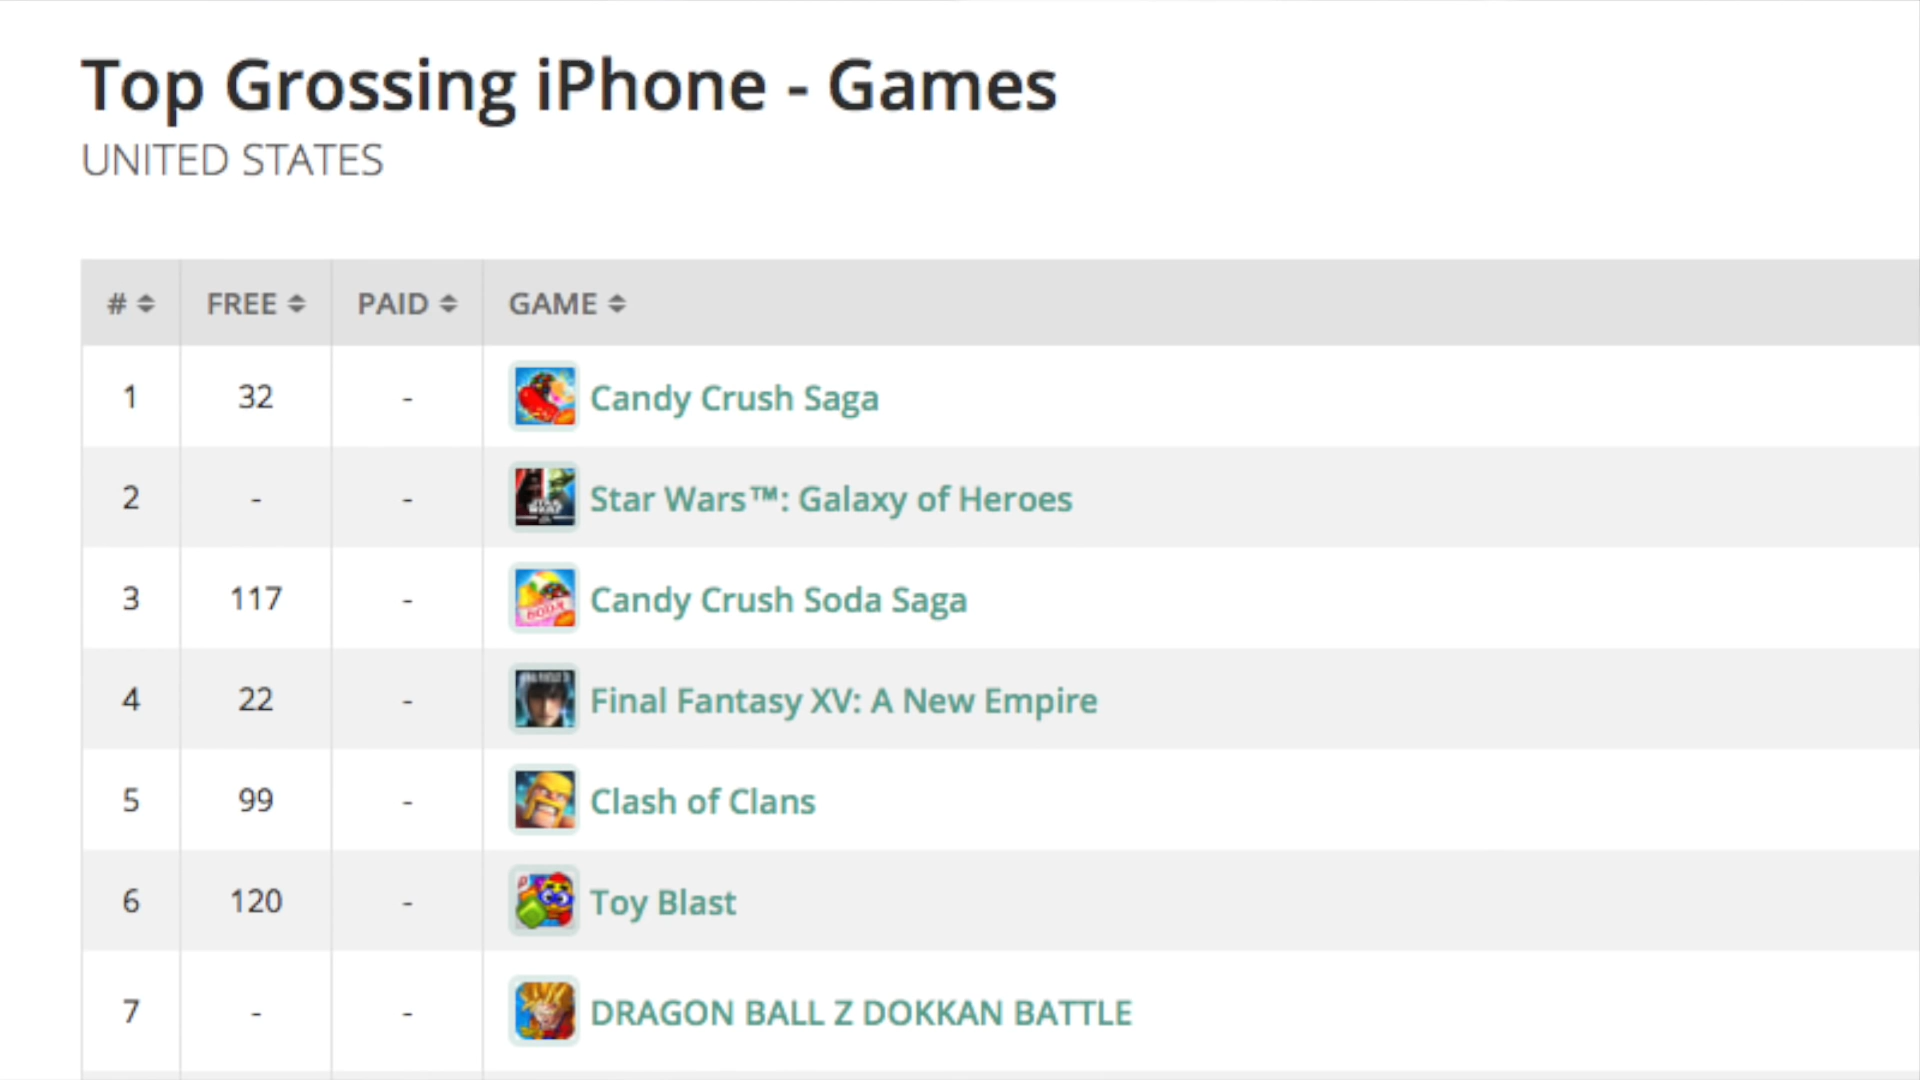 Top Grossing iPhone - Games
UNITED STATES
# FREE PAID GAME
1 32 - Candy Crush Saga
2 - - Star Wars™: Galaxy of Heroes
3 117 - Candy Crush Soda Saga
4 22 - Final Fantasy XV: A New Empire
5 99 - Clash of Clans
6 120 - Toy Blast
7 - - DRAGON BALL Z DOKKAN BATTLE